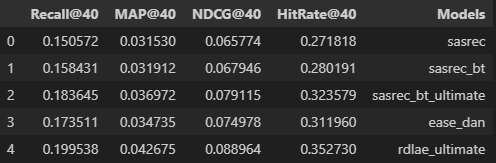 Recall@40 MAP@40 NDCG@40 HitRate@40 Models
0 0.150572 0.031530 0.065774 0.271818 sasrec
1 0.158431 0.031912 0.067946 0.280191 sasrec_bt
2 0.183645 0.036972 0.079115 0.323579 sasrec_bt_ultimate
3 0.173511 0.034735 0.074978 0.311960 ease_dan
4 0.199538 0.042675 0.088964 0.352730 rdlae_ultimate